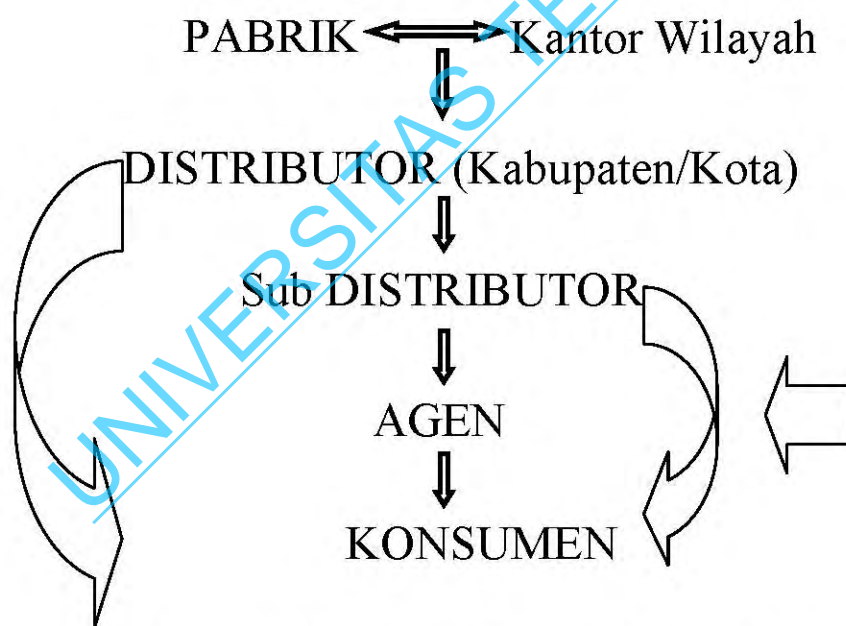 PABRIK Kantor Wilayah
DISTRIBUTOR (Kabupaten/Kota)
Sub DISTRIBUTOR
AGEN
KONSUMEN
UNIVERSITAS TE